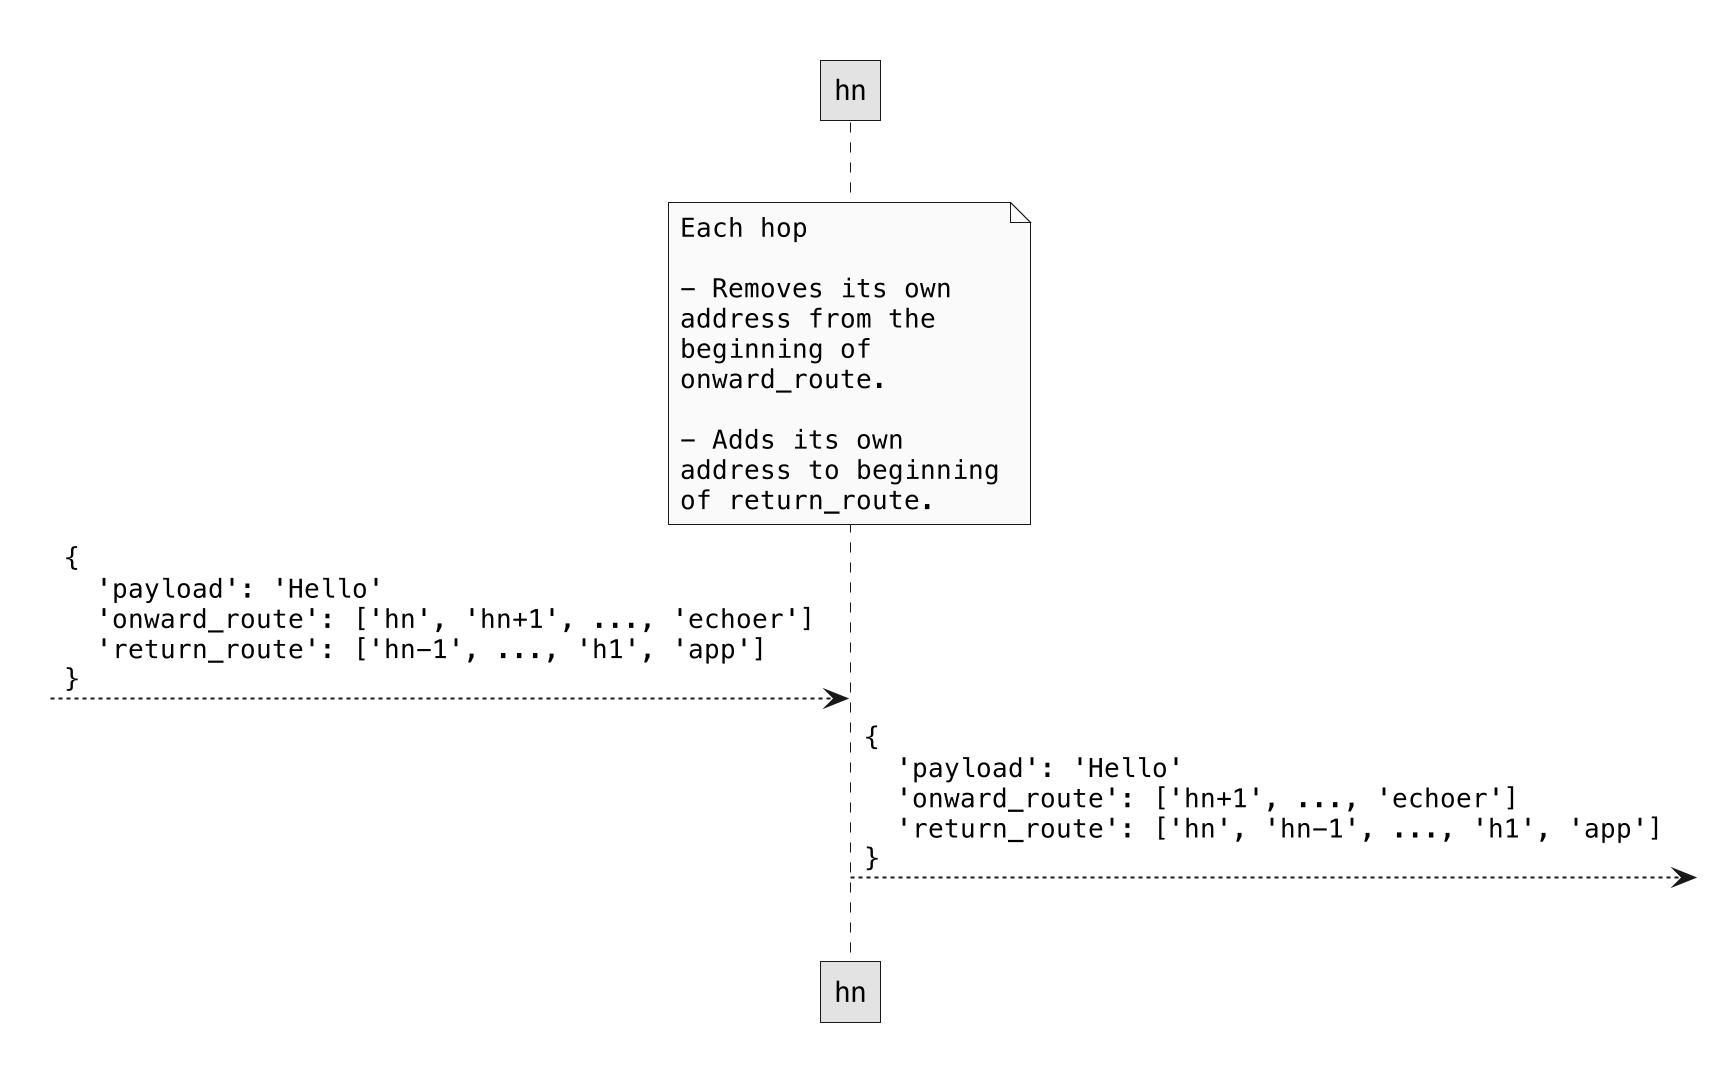 hn
Each hop
- Removes its own
address from the
beginning of
onward_route.
- Adds its own
address to beginning
of return_route.
{
  'payload': 'Hello'
  'onward_route': ['hn', 'hn+1', ..., 'echoer']
  'return_route': ['hn-1', ..., 'h1', 'app']
}
{
  'payload': 'Hello'
  'onward_route': ['hn+1', ..., 'echoer']
  'return_route': ['hn', 'hn-1', ..., 'h1', 'app']
}
hn